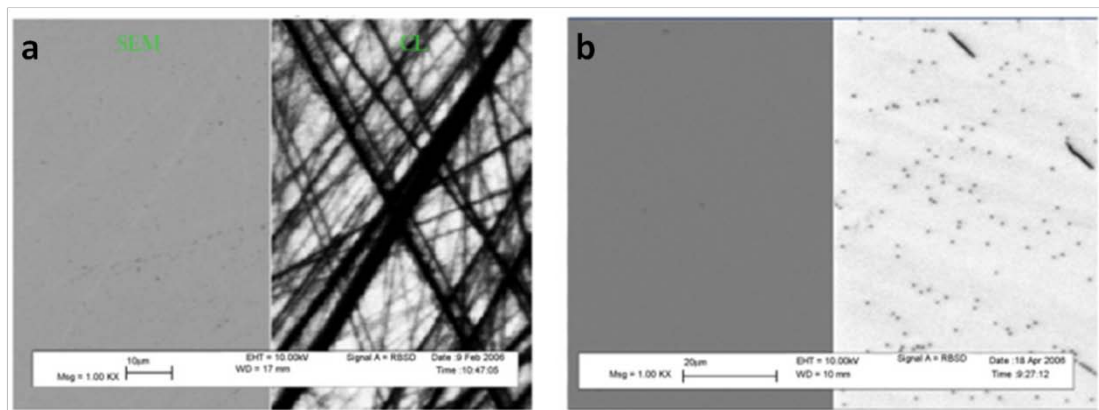 a
SEM
CL
10µm
Msg = 1.00 KX
EHT = 10.00kV
WD = 17 mm
Signal A = RBSD
Date :9 Feb 2006
Time :10:47:05
b
20µm
Msg = 1.00 KX
EHT = 10.00kV
WD = 10 mm
Signal A = RBSD
Date :18 Apr 2006
Time :9:27:12